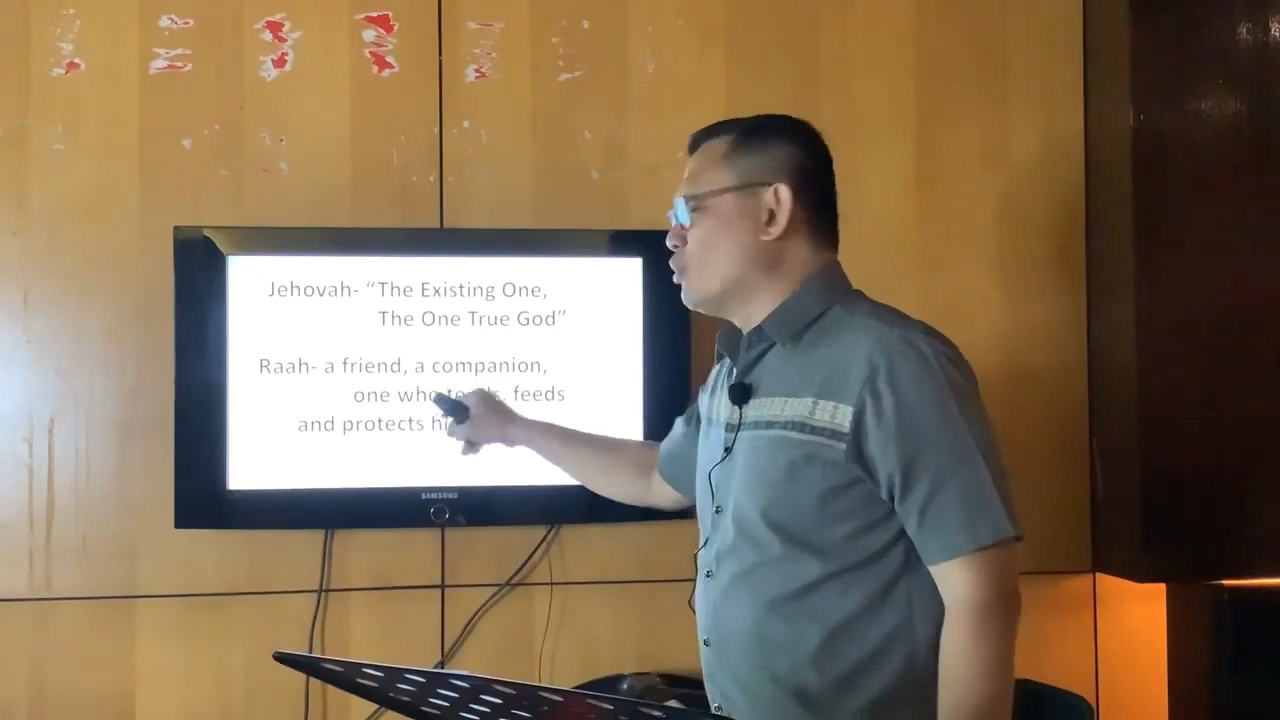 Jehovah- “The Existing One,
The One True God”
Raah- a friend, a companion,
one who feeds
and protects
SAMSUNG